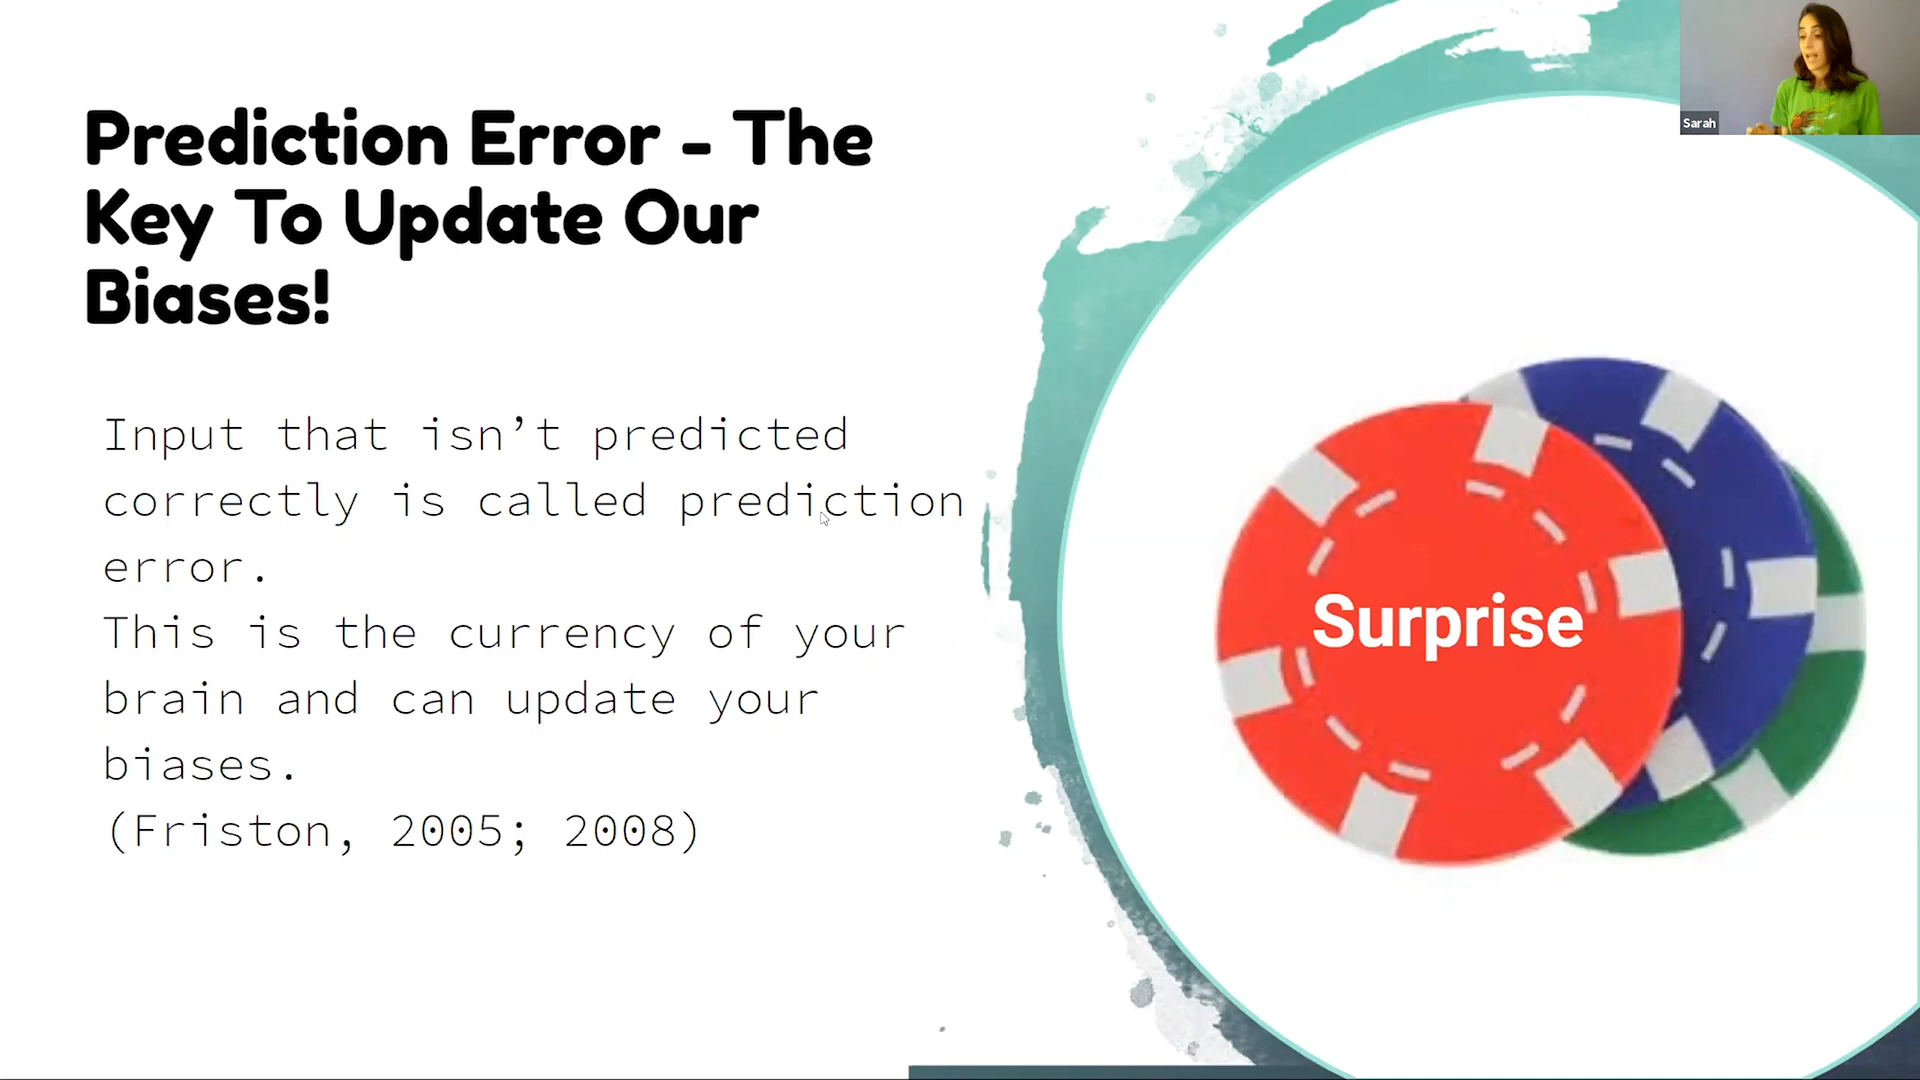 Prediction Error - The
Key To Update Our
Biases!
Input that isn’t predicted
correctly is called prediction
error.
This is the currency of your
brain and can update your
biases.
(Friston, 2005; 2008)
Surprise
Sarah